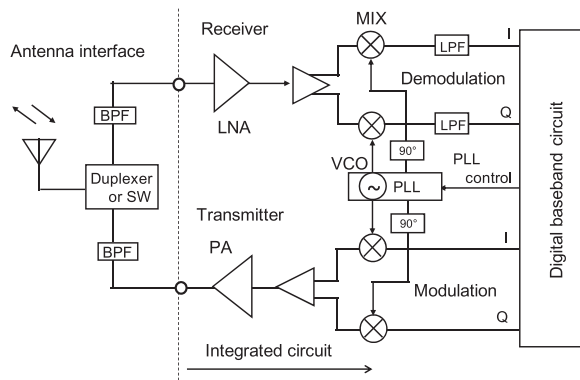 Antenna interface
Receiver
MIX
I
LPF
BPF
Demodulation
LNA
Q
LPF
90°
VCO
PLL
control
Duplexer
or SW
~
PLL
Transmitter
90°
I
BPF
PA
Modulation
Q
Integrated circuit
Digital baseband circuit